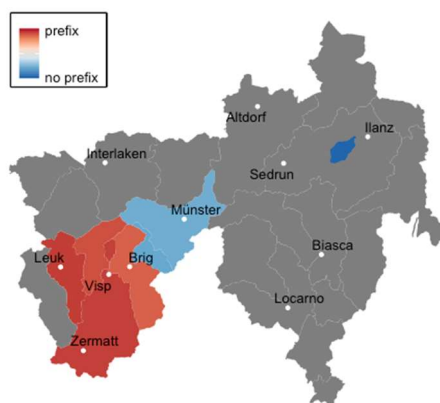 prefix
no prefix
Altdorf
Ilanz
Interlaken
Sedrun
Münster
Biasca
Leuk
Brig
Visp
Locarno
Zermatt